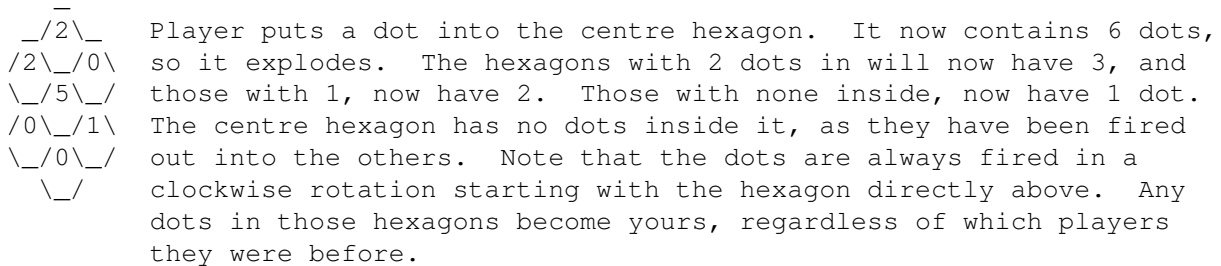 _
 _/2\_   Player puts a dot into the centre hexagon.  It now contains 6 dots,
/2\_/0\  so it explodes.  The hexagons with 2 dots in will now have 3, and
\_/5\_/  those with 1, now have 2.  Those with none inside, now have 1 dot.
/0\_/1\  The centre hexagon has no dots inside it, as they have been fired
\_/0\_/  out into the others.  Note that the dots are always fired in a
  \_/    clockwise rotation starting with the hexagon directly above.  Any
         dots in those hexagons become yours, regardless of which players
         they were before.